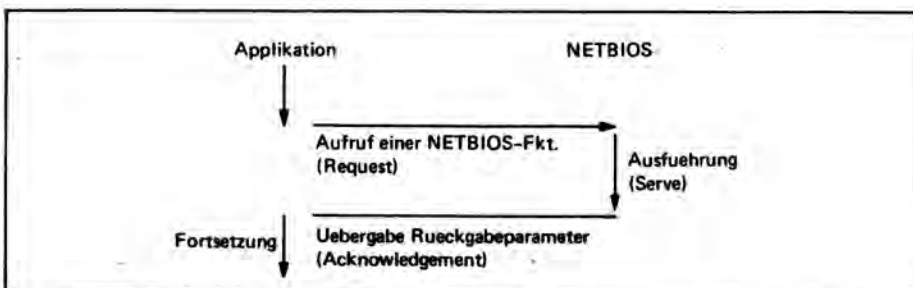 Applikation NETBIOS
Aufruf einer NETBIOS-Fkt.
(Request)
Ausfuehrung
(Serve)
Fortsetzung
Uebergabe Rueckgabeparameter
(Acknowledgement)